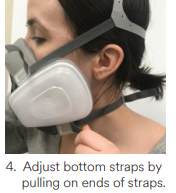 4. Adjust bottom straps by
pulling on ends of straps.